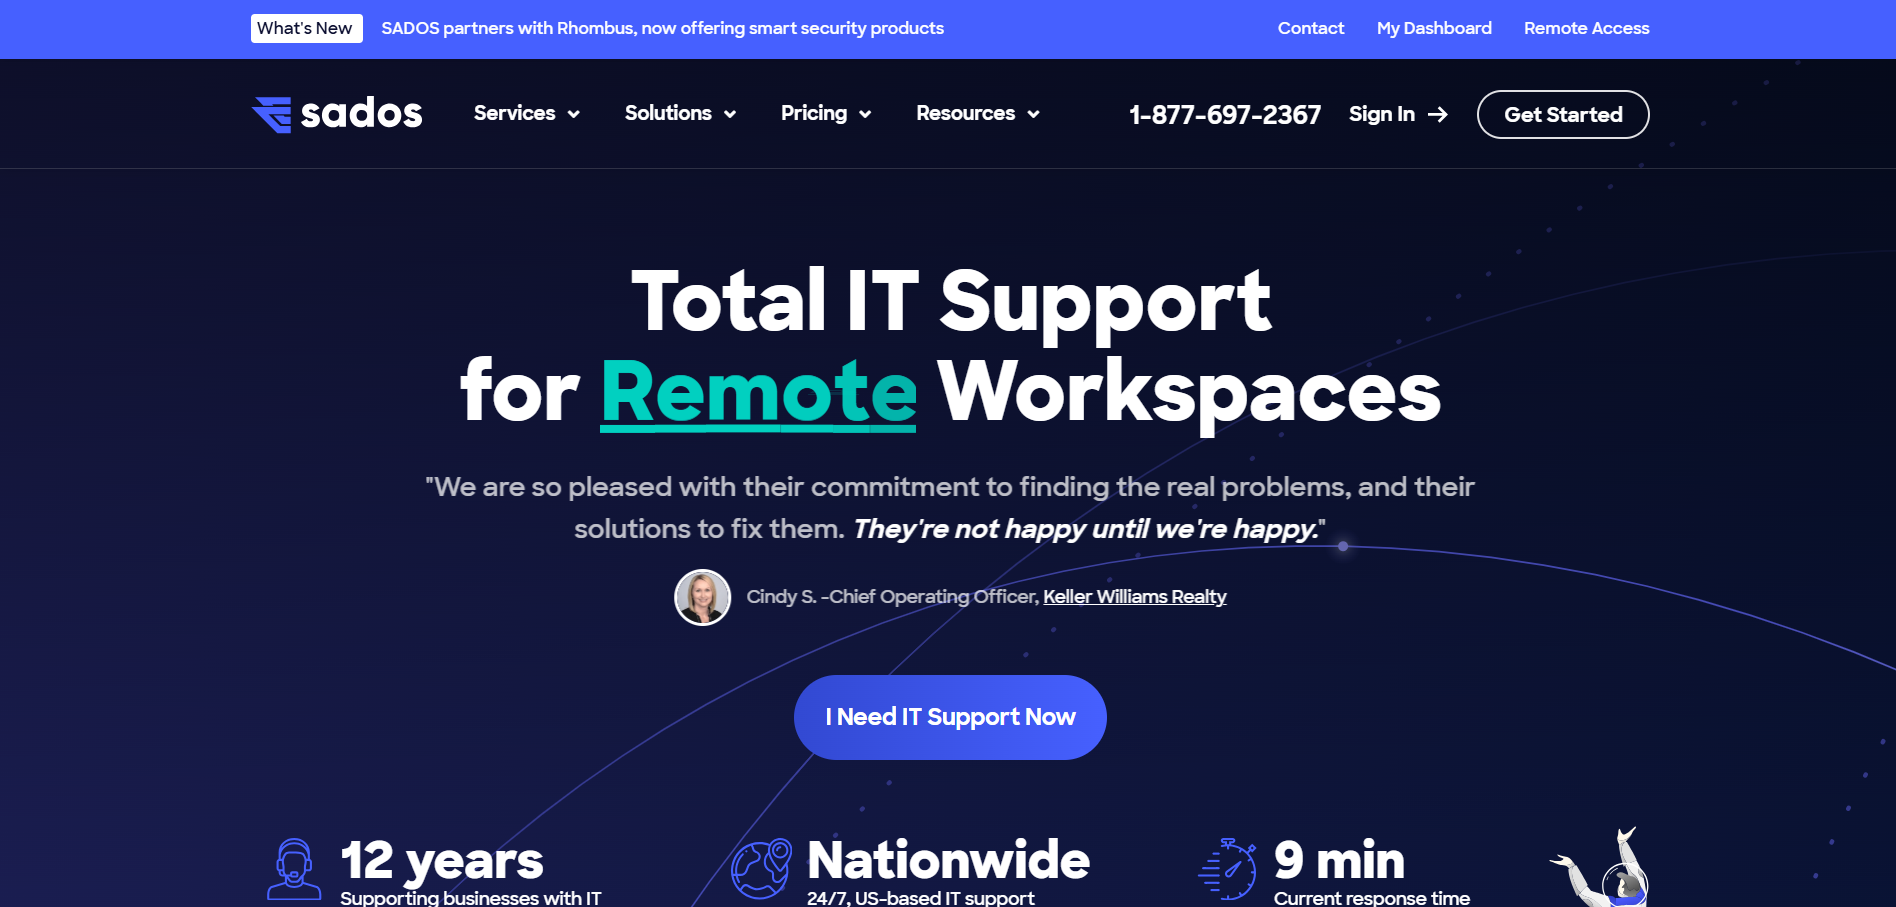 What's New SADOS partners with Rhombus, now offering smart security products Contact My Dashboard Remote Access
sados Services Solutions Pricing Resources 1-877-697-2367 Sign In Get Started
Total IT Support
for Remote Workspaces
"We are so pleased with their commitment to finding the real problems, and their
solutions to fix them. They're not happy until we're happy."
Cindy S. -Chief Operating Officer, Keller Williams Realty
I Need IT Support Now
12 years
Supporting businesses with IT
Nationwide
24/7, US-based IT support
9 min
Current response time